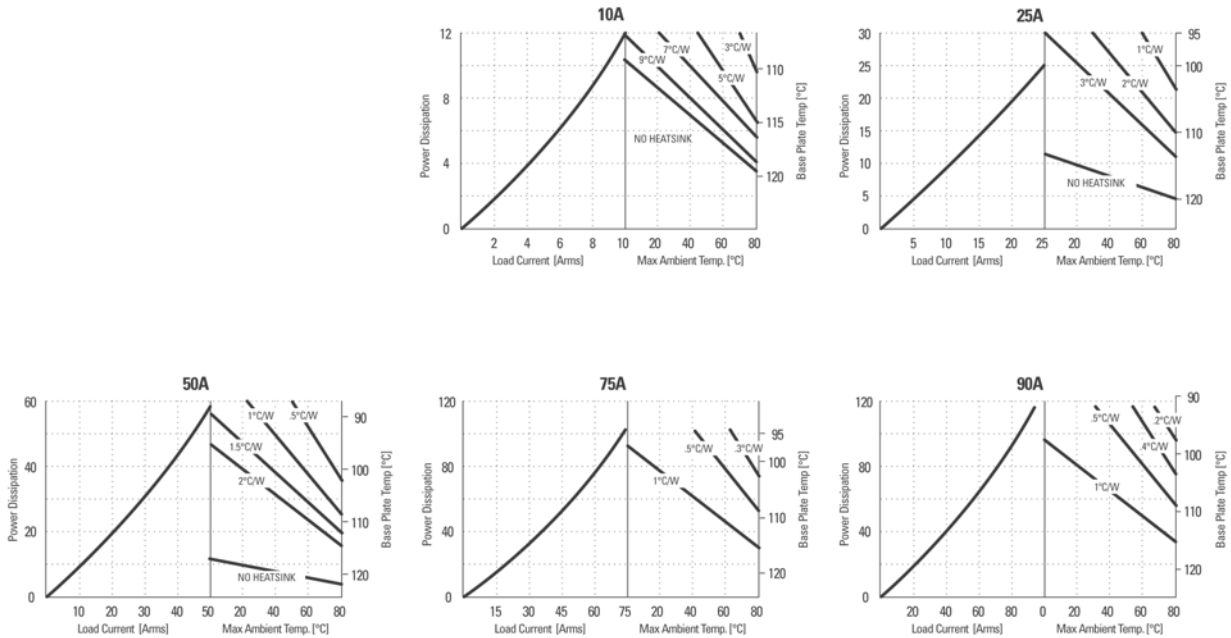 10A
12
8
4
0
Power Dissipation
3°C/W
7°C/W
9°C/W
5°C/W
NO HEATSINK
110
115
120
Base Plate Temp [°C]
2 4 6 8 10 20 40 60 80
Load Current [Arms] Max Ambient Temp. [°C]
25A
30
25
20
15
10
5
0
Power Dissipation
1°C/W
2°C/W
3°C/W
NO HEATSINK
95
100
110
120
Base Plate Temp [°C]
5 10 15 20 25 20 40 60 80
Load Current [Arms] Max Ambient Temp. [°C]
50A
60
40
20
0
Power Dissipation
1°C/W .5°C/W
1.5°C/W
2°C/W
NO HEATSINK
90
100
110
120
Base Plate Temp [°C]
10 20 30 40 50 20 40 60 80
Load Current [Arms] Max Ambient Temp. [°C]
75A
120
80
40
0
Power Dissipation
.5°C/W .3°C/W
1°C/W
95
100
110
120
Base Plate Temp [°C]
15 30 45 60 75 20 40 60 80
Load Current [Arms] Max Ambient Temp. [°C]
90A
120
80
40
0
Power Dissipation
.5°C/W .2°C/W
.4°C/W
1°C/W
90
100
110
120
Base Plate Temp [°C]
20 40 60 80 0 20 40 60 80
Load Current [Arms] Max Ambient Temp. [°C]